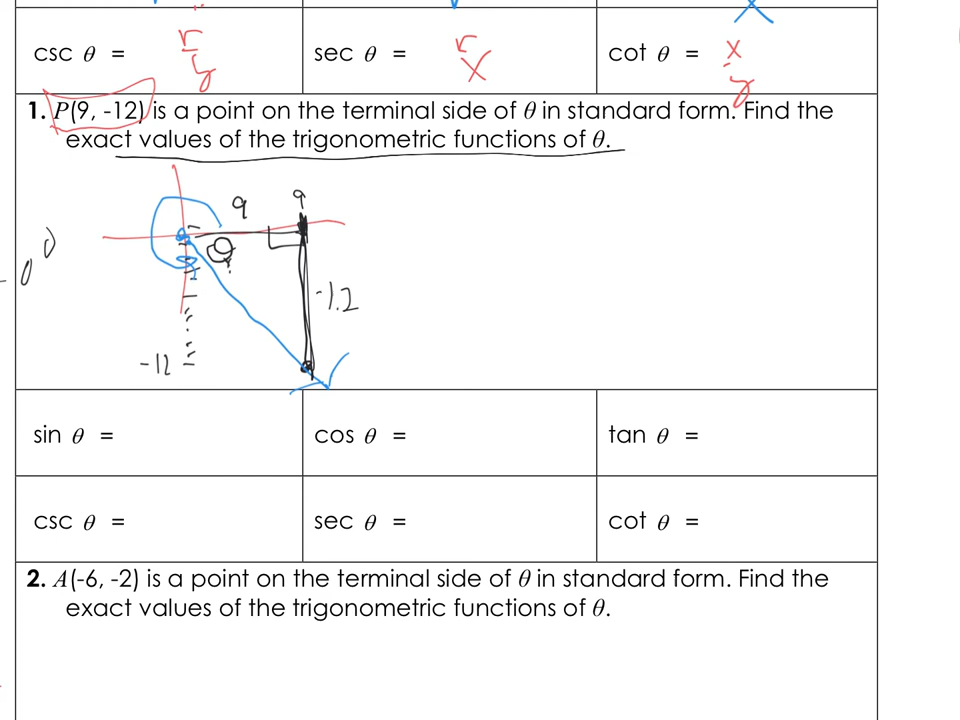 csc θ = r/y sec θ = r/x cot θ = x/y
1. P(9, -12) is a point on the terminal side of θ in standard form. Find the
exact values of the trigonometric functions of θ.
9 9
θ
-12
-12
sin θ = cos θ = tan θ =
csc θ = sec θ = cot θ =
2. A(-6, -2) is a point on the terminal side of θ in standard form. Find the
exact values of the trigonometric functions of θ.